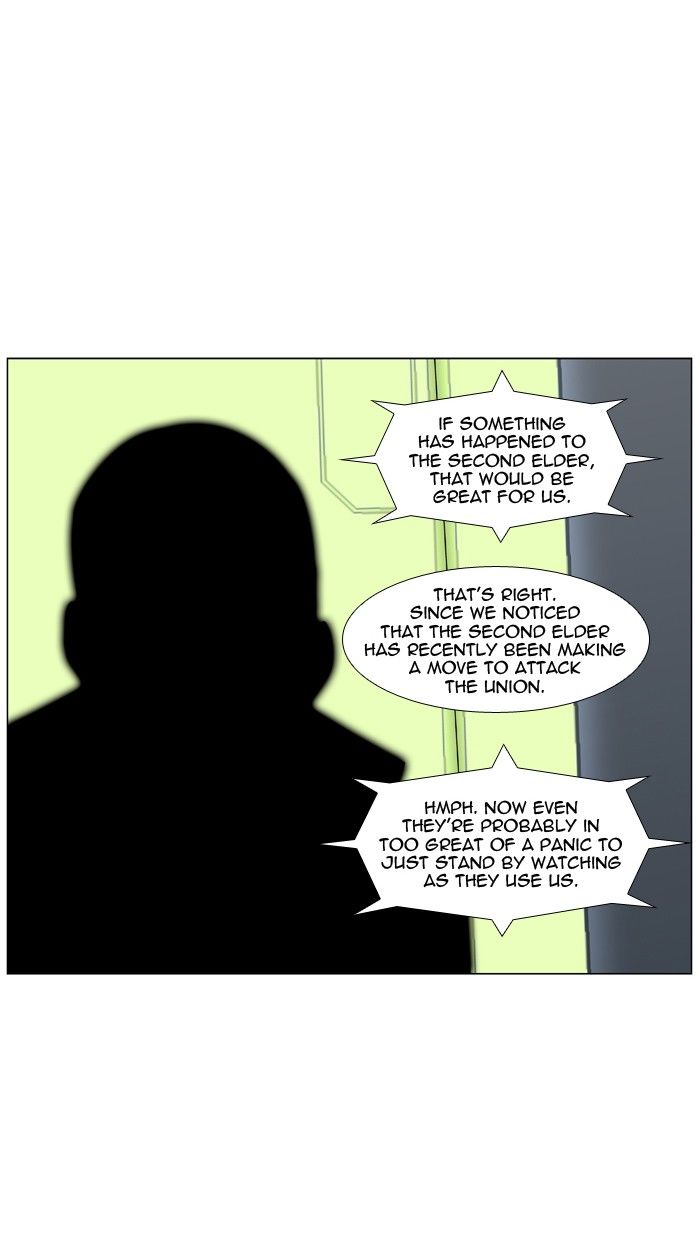 IF SOMETHING
HAS HAPPENED TO
THE SECOND ELDER,
THAT WOULD BE
GREAT FOR US.
THAT'S RIGHT.
SINCE WE NOTICED
THAT THE SECOND ELDER
HAS RECENTLY BEEN MAKING
A MOVE TO ATTACK
THE UNION.
HMPH. NOW EVEN
THEY'RE PROBABLY IN
TOO GREAT OF A PANIC TO
JUST STAND BY WATCHING
AS THEY USE US.